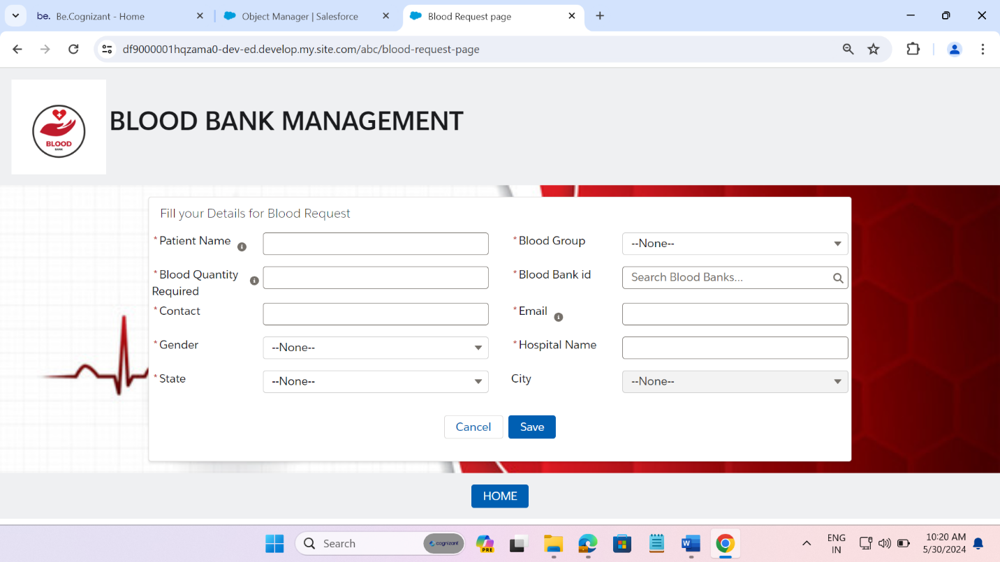 be. Be.Cognizant - Home
Object Manager | Salesforce
Blood Request page
df9000001hqzama0-dev-ed.develop.my.site.com/abc/blood-request-page
BLOOD
BANK
BLOOD BANK MANAGEMENT
Fill your Details for Blood Request
*Patient Name
*Blood Group
--None--
*Blood Quantity
Required
*Blood Bank id
Search Blood Banks...
*Contact
*Email
*Gender
--None--
*Hospital Name
*State
--None--
City
--None--
Cancel
Save
HOME
Search
cognizant
PRE
ENG
IN
10:20 AM
5/30/2024